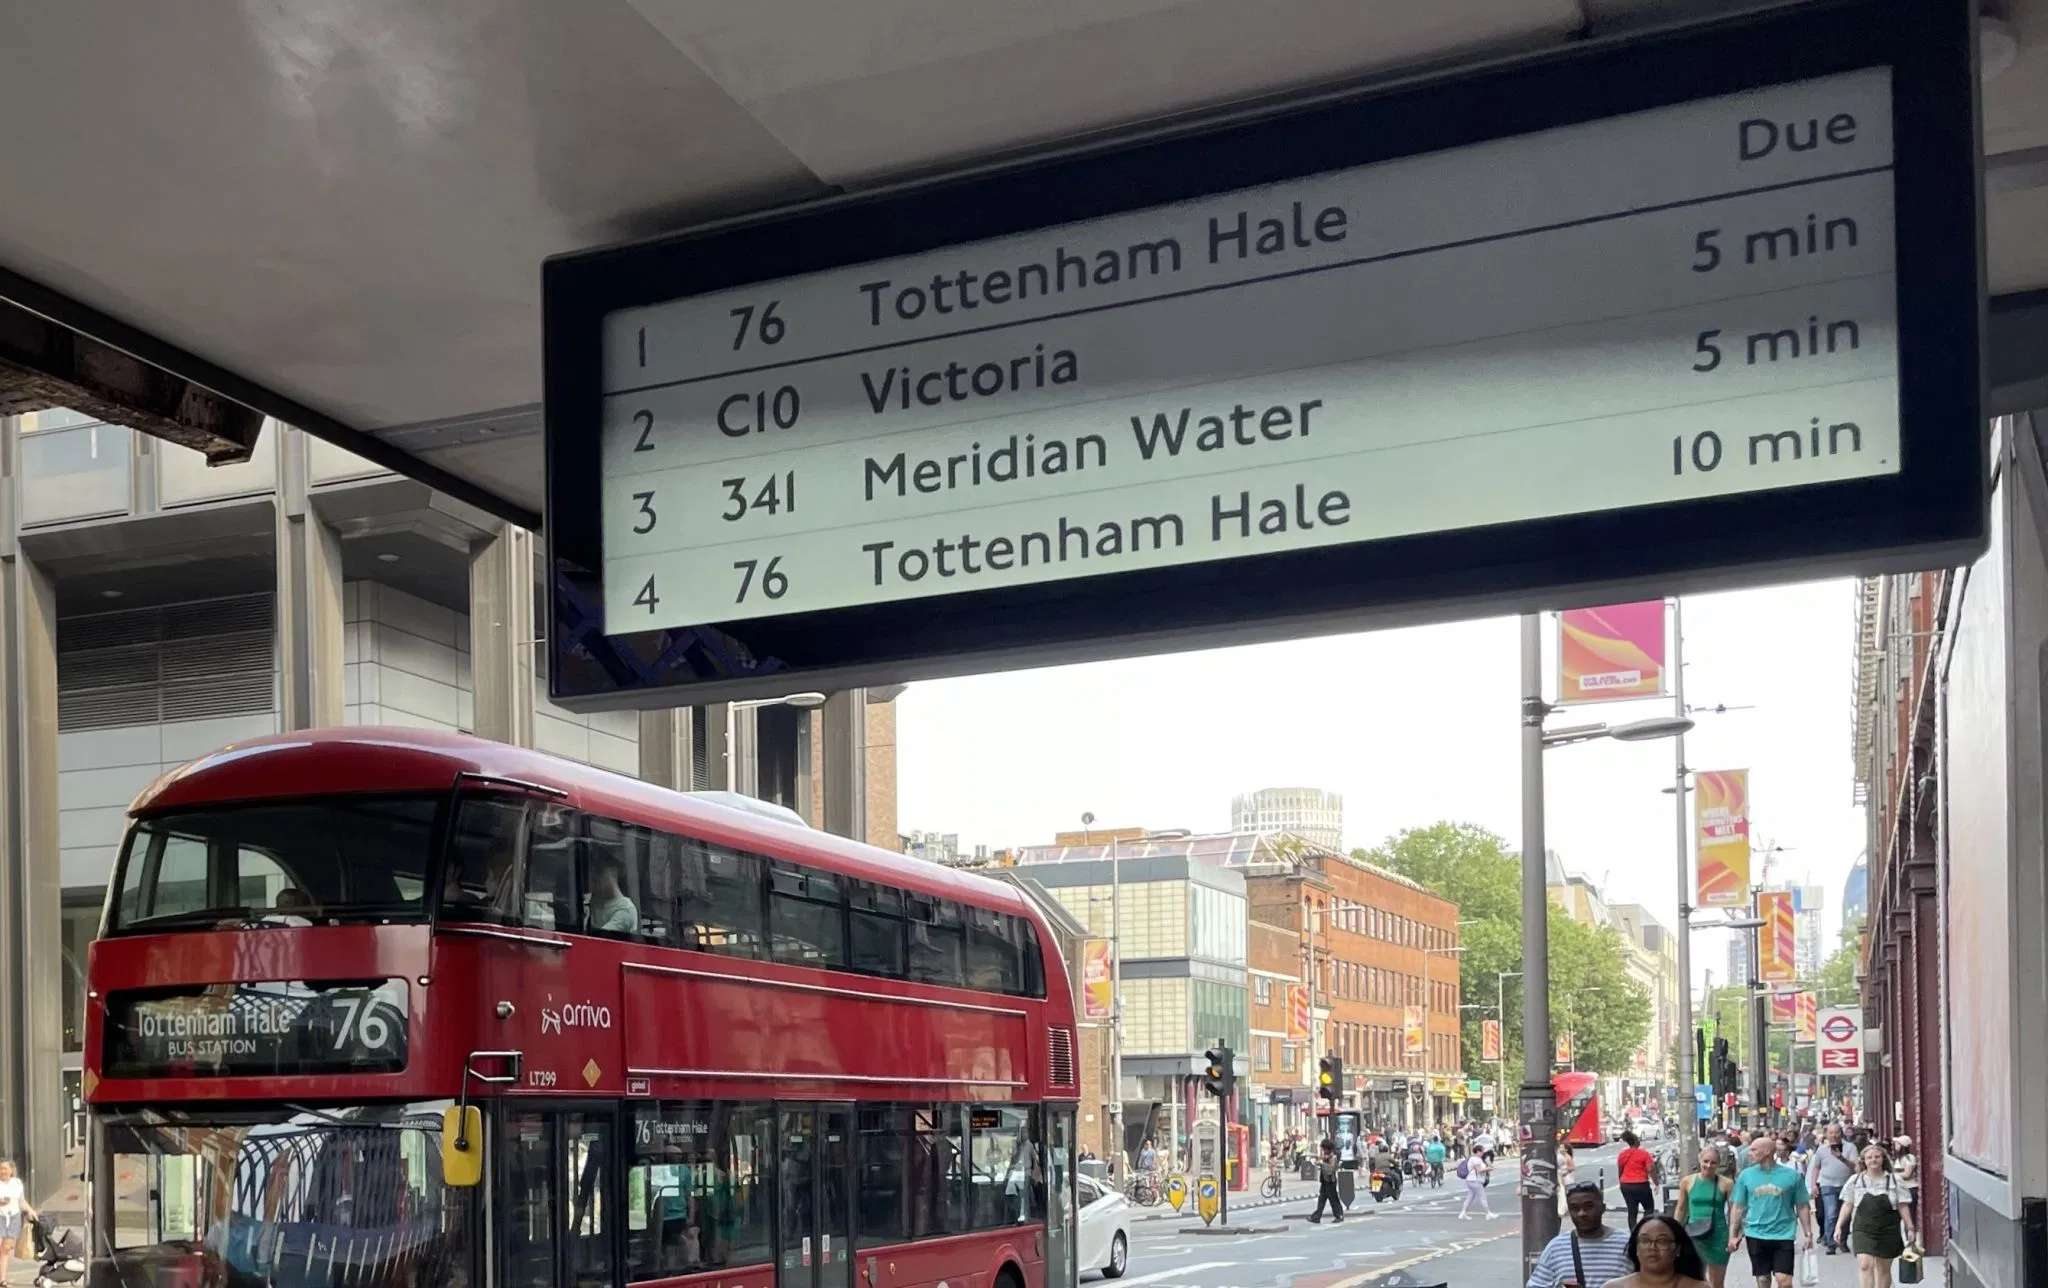 1 76 Tottenham Hale Due
2 C10 Victoria 5 min
3 341 Meridian Water 5 min
4 76 Tottenham Hale 10 min
Tottenham Hale 76
BUS STATION
arriva
LT299
76 Tottenham Hale